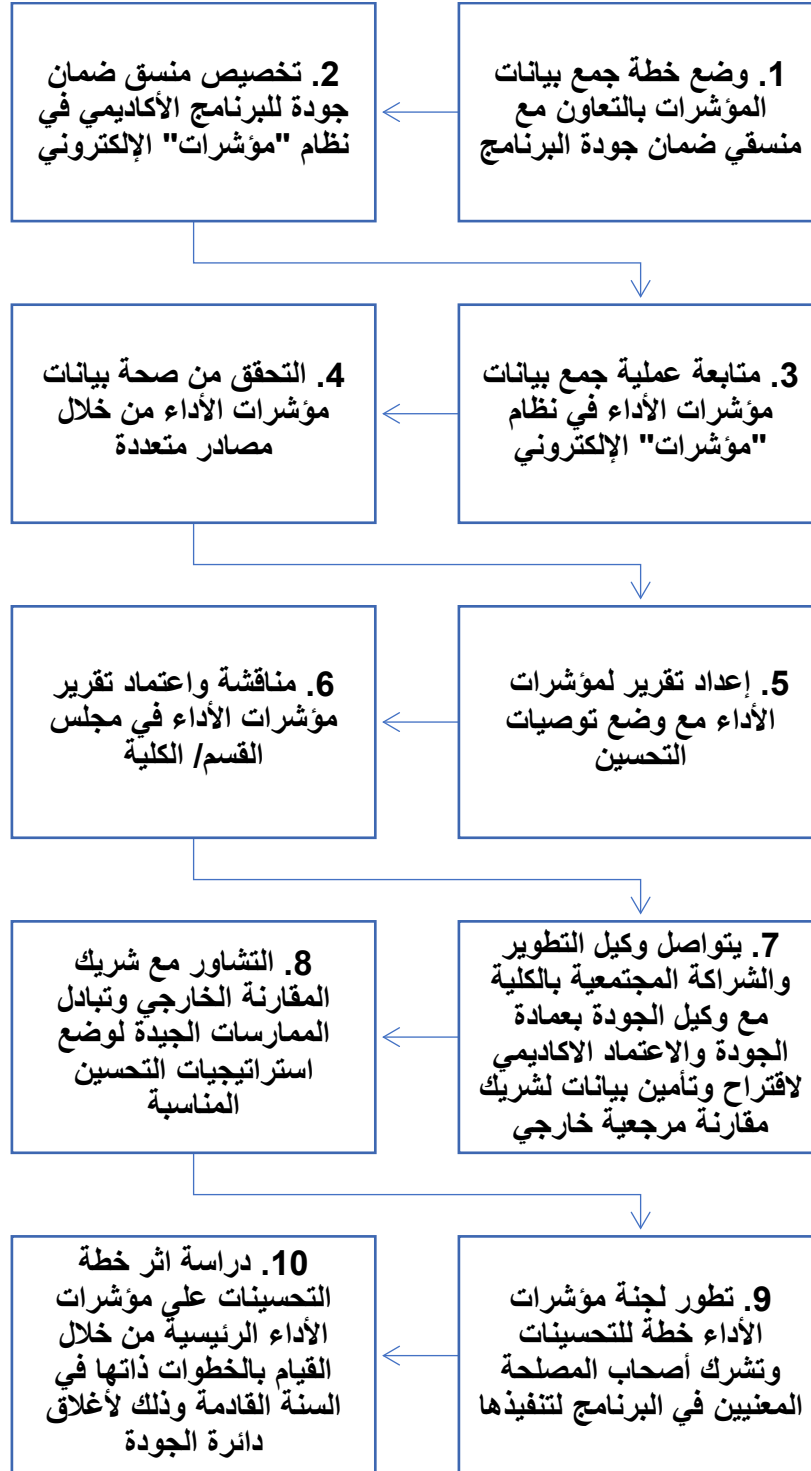 1. وضع خطة جمع بيانات
المؤشرات بالتعاون مع
منسقي ضمان جودة البرنامج
2. تخصيص منسق ضمان
جودة للبرنامج الأكاديمي في
نظام "مؤشرات" الإلكتروني
3. متابعة عملية جمع بيانات
مؤشرات الأداء في نظام
"مؤشرات" الإلكتروني
4. التحقق من صحة بيانات
مؤشرات الأداء من خلال
مصادر متعددة
5. إعداد تقرير لمؤشرات
الأداء مع وضع توصيات
التحسين
6. مناقشة واعتماد تقرير
مؤشرات الأداء في مجلس
القسم/ الكلية
7. يتواصل وكيل التطوير
والشراكة المجتمعية بالكلية
مع وكيل الجودة بعمادة
الجودة والاعتماد الاكاديمي
لاقتراح وتأمين بيانات لشريك
مقارنة مرجعية خارجي
8. التشاور مع شريك
المقارنة الخارجي وتبادل
الممارسات الجيدة لوضع
استراتيجيات التحسين
المناسبة
9. تطور لجنة مؤشرات
الأداء خطة للتحسينات
وتشرك أصحاب المصلحة
المعنيين في البرنامج لتنفيذها
10. دراسة اثر خطة
التحسينات على مؤشرات
الأداء الرئيسية من خلال
القيام بالخطوات ذاتها في
السنة القادمة وذلك لأغلاق
دائرة الجودة